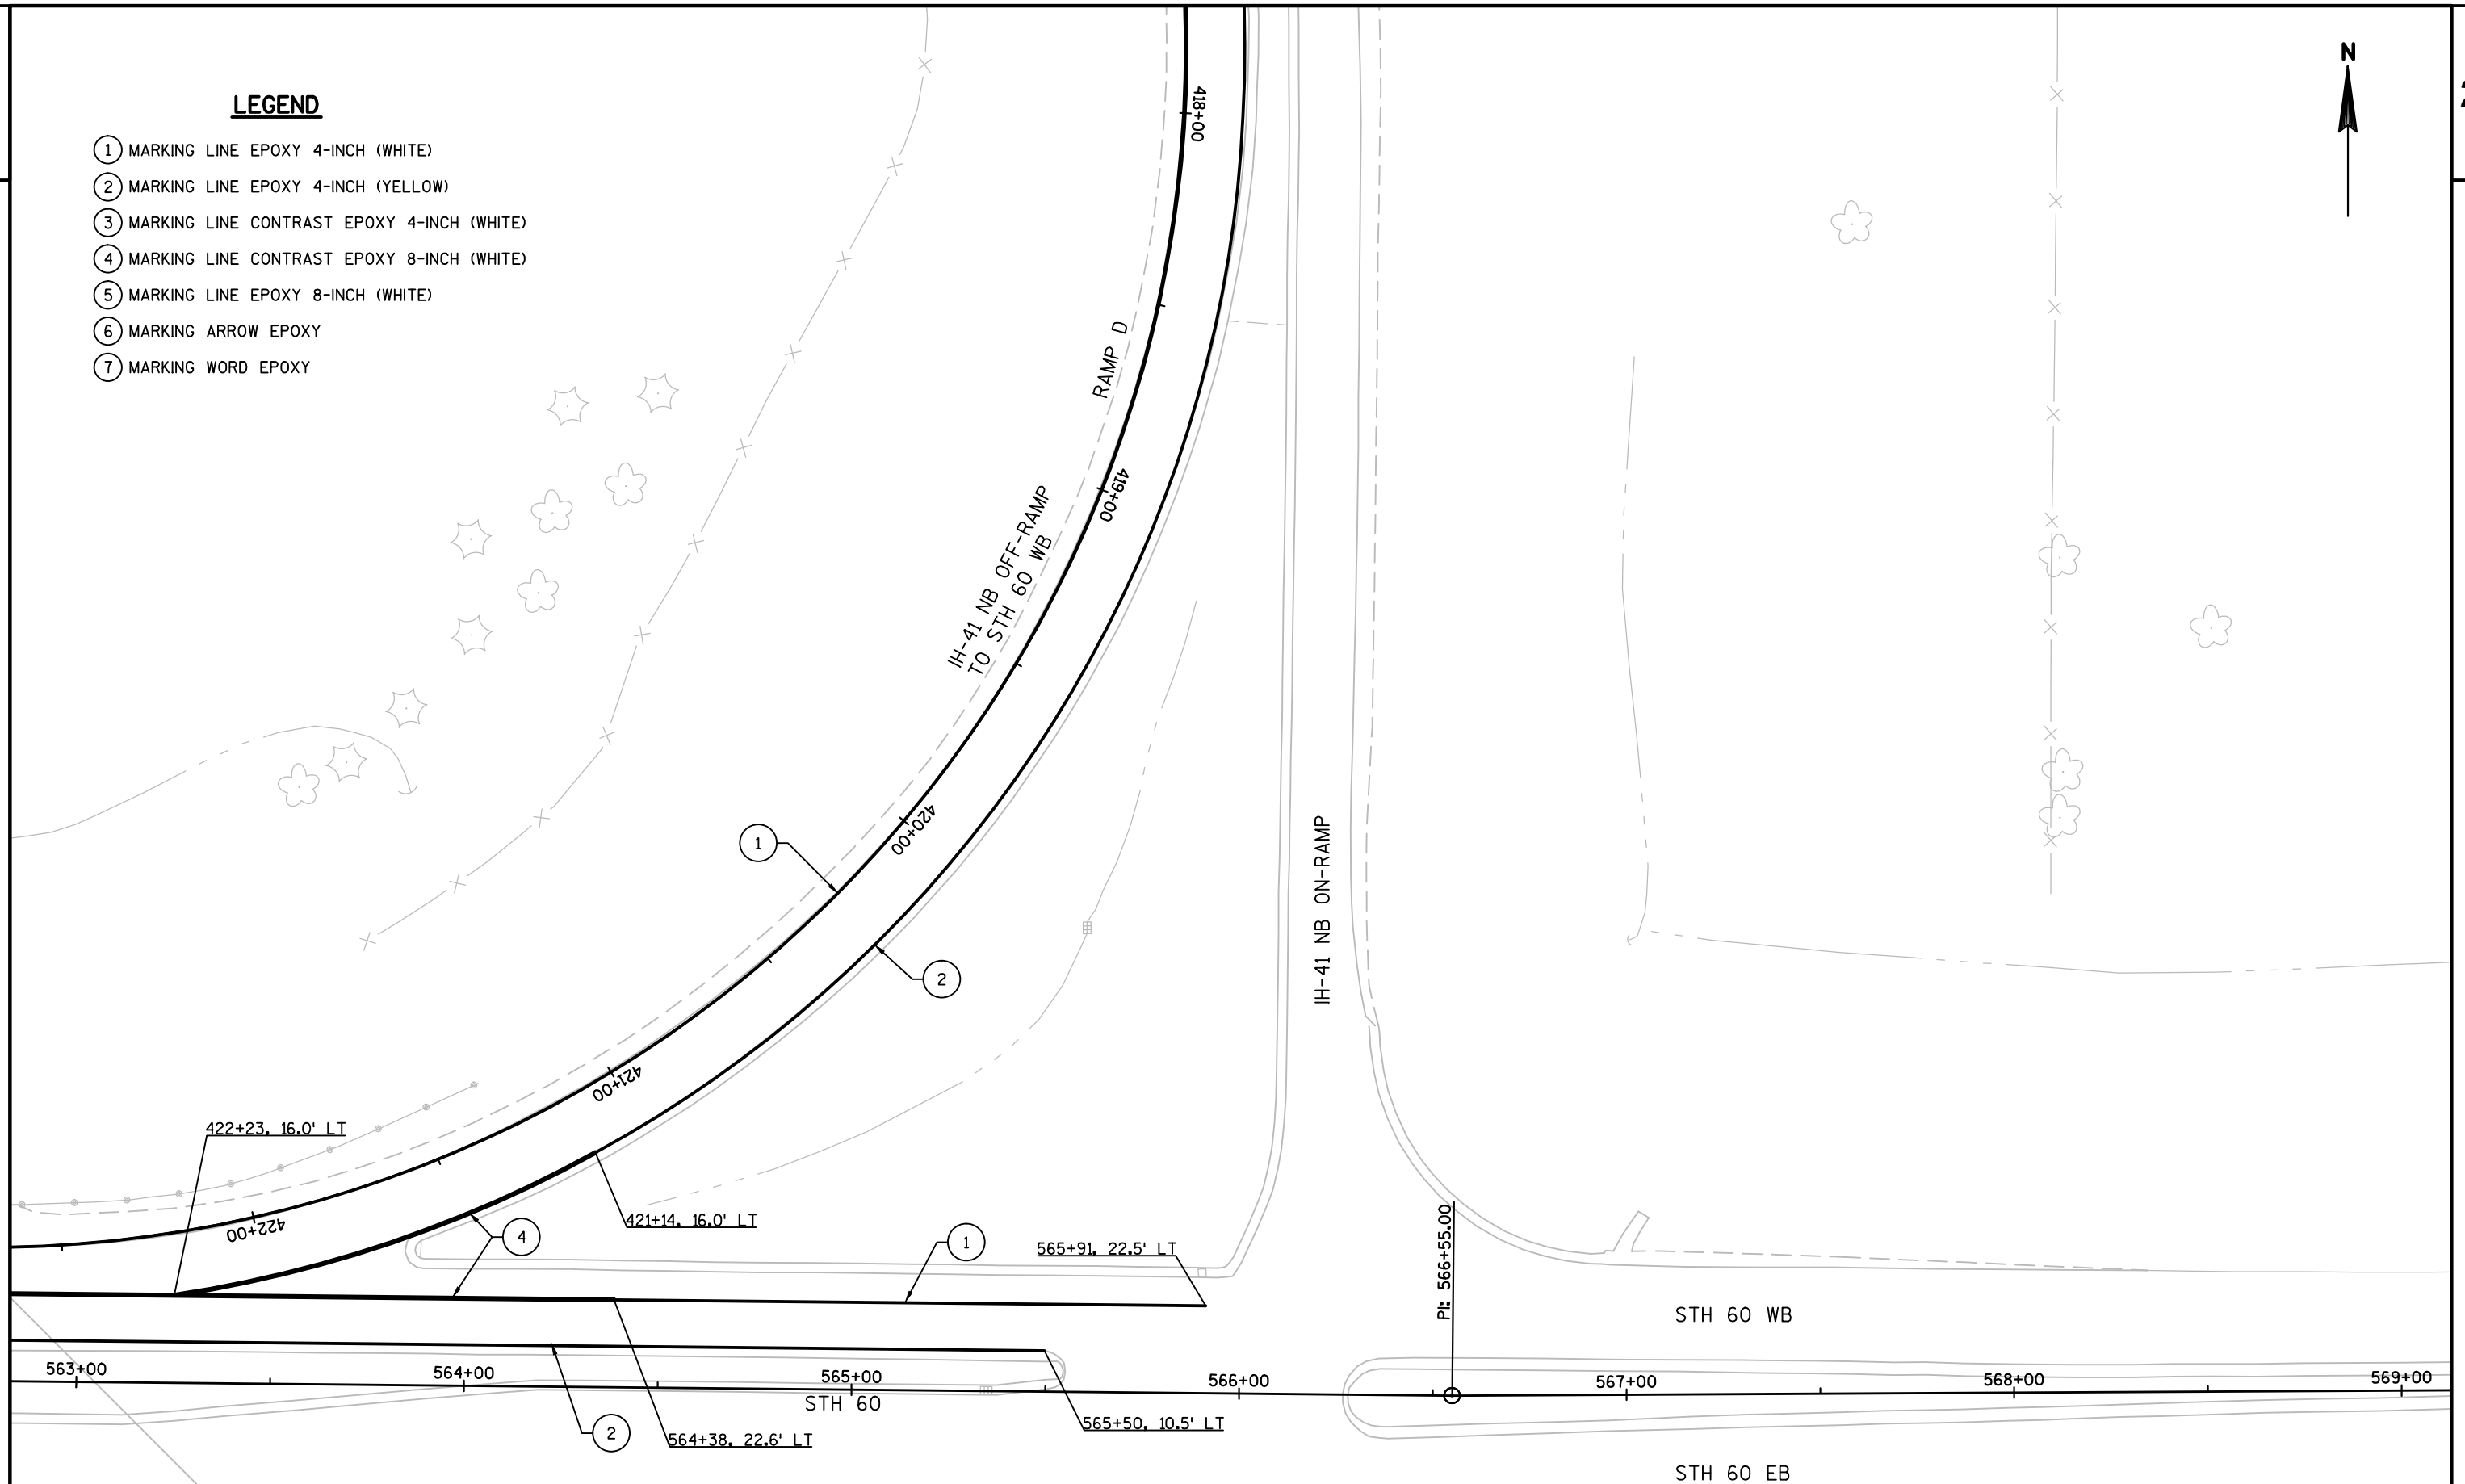 N
LEGEND
1 MARKING LINE EPOXY 4-INCH (WHITE)
2 MARKING LINE EPOXY 4-INCH (YELLOW)
3 MARKING LINE CONTRAST EPOXY 4-INCH (WHITE)
4 MARKING LINE CONTRAST EPOXY 8-INCH (WHITE)
5 MARKING LINE EPOXY 8-INCH (WHITE)
6 MARKING ARROW EPOXY
7 MARKING WORD EPOXY
418+00
RAMP D
419+00
IH-41 NB OFF-RAMP
TO STH 60 WB
420+00
1
2
IH-41 NB ON-RAMP
421+00
422+23, 16.0' LT
422+00
421+14, 16.0' LT
4
1
565+91, 22.5' LT
PI: 566+55.00
STH 60 WB
563+00
564+00
565+00
566+00
567+00
568+00
569+00
STH 60
2
564+38, 22.6' LT
565+50, 10.5' LT
STH 60 EB